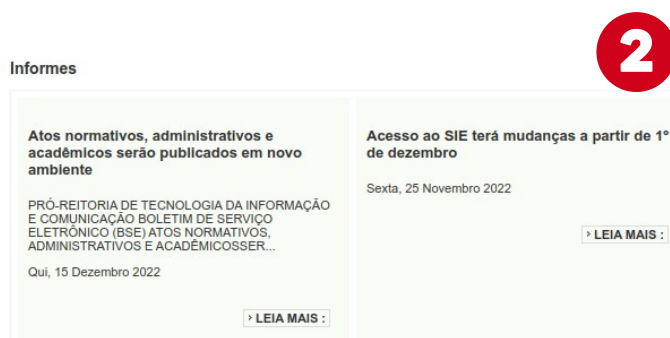 2
Informes
Atos normativos, administrativos e
acadêmicos serão publicados em novo
ambiente
PRÓ-REITORIA DE TECNOLOGIA DA INFORMAÇÃO
E COMUNICAÇÃO BOLETIM DE SERVIÇO
ELETRÔNICO (BSE) ATOS NORMATIVOS,
ADMINISTRATIVOS E ACADÊMICOSSER...
Qui, 15 Dezembro 2022
› LEIA MAIS :
Acesso ao SIE terá mudanças a partir de 1º
de dezembro
Sexta, 25 Novembro 2022
› LEIA MAIS :